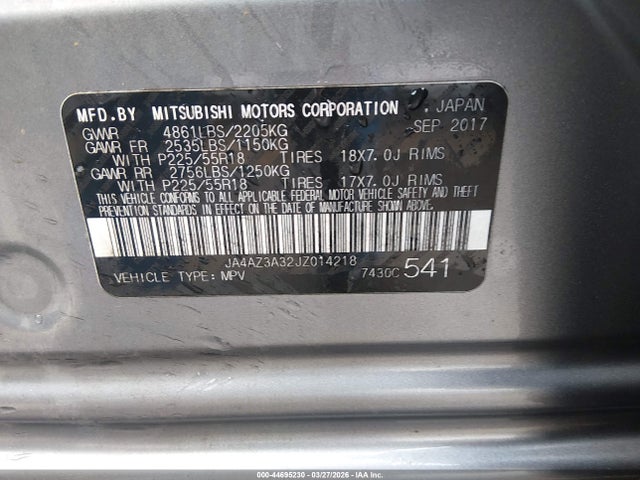 MFD.BY MITSUBISHI MOTORS CORPORATION , JAPAN
GVWR 4861LBS/2205KG SEP 2017
GAWR FR 2535LBS/1150KG
WITH P225/55R18 TIRES 18X7.0J RIMS
GAWR RR 2756LBS/1250KG
WITH P225/55R18 TIRES 17X7.0J RIMS
THIS VEHICLE CONFORMS TO ALL APPLICABLE FEDERAL MOTOR VEHICLE SAFETY AND THEFT
PREVENTION STANDARDS IN EFFECT ON THE DATE OF MANUFACTURE SHOWN ABOVE.
JA4AZ3A32JZ014218
VEHICLE TYPE: MPV 7430C 541
000-44695230 - 03/27/2026 - IAA, Inc.